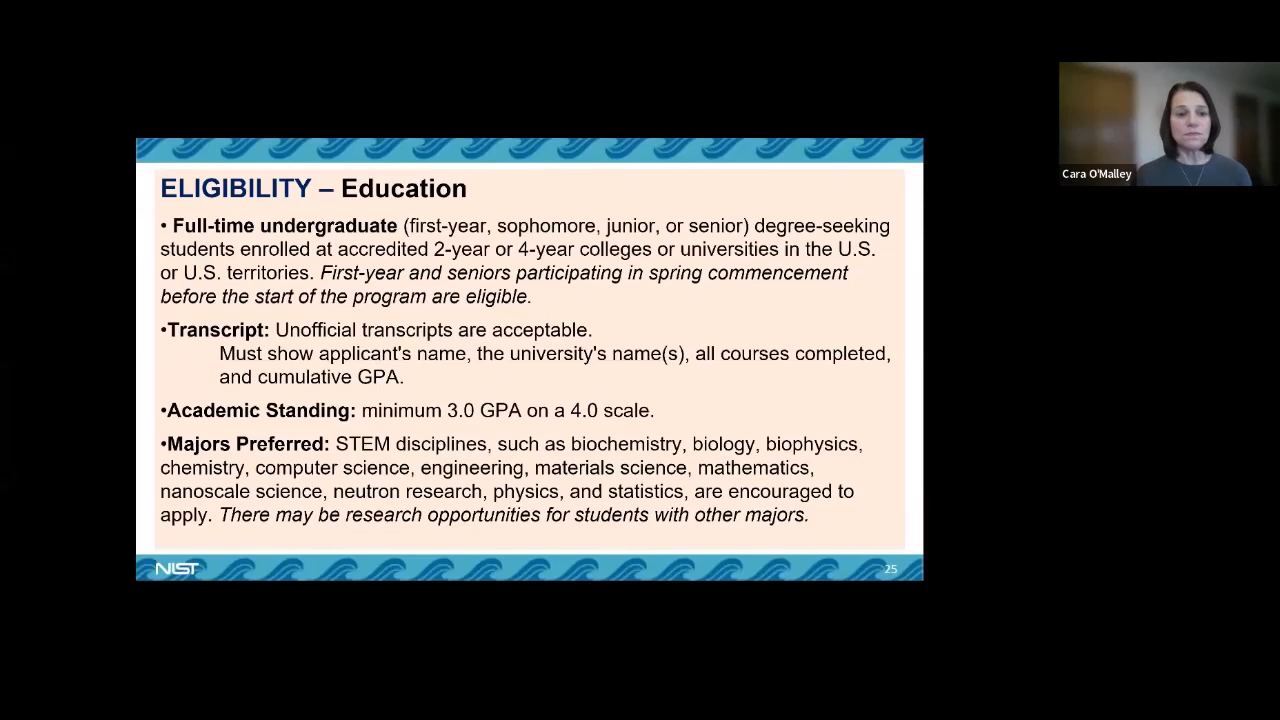 ELIGIBILITY – Education
• Full-time undergraduate (first-year, sophomore, junior, or senior) degree-seeking
students enrolled at accredited 2-year or 4-year colleges or universities in the U.S.
or U.S. territories. First-year and seniors participating in spring commencement
before the start of the program are eligible.
•Transcript: Unofficial transcripts are acceptable.
Must show applicant's name, the university's name(s), all courses completed,
and cumulative GPA.
•Academic Standing: minimum 3.0 GPA on a 4.0 scale.
•Majors Preferred: STEM disciplines, such as biochemistry, biology, biophysics,
chemistry, computer science, engineering, materials science, mathematics,
nanoscale science, neutron research, physics, and statistics, are encouraged to
apply. There may be research opportunities for students with other majors.
NIST
25
Cara O'Malley